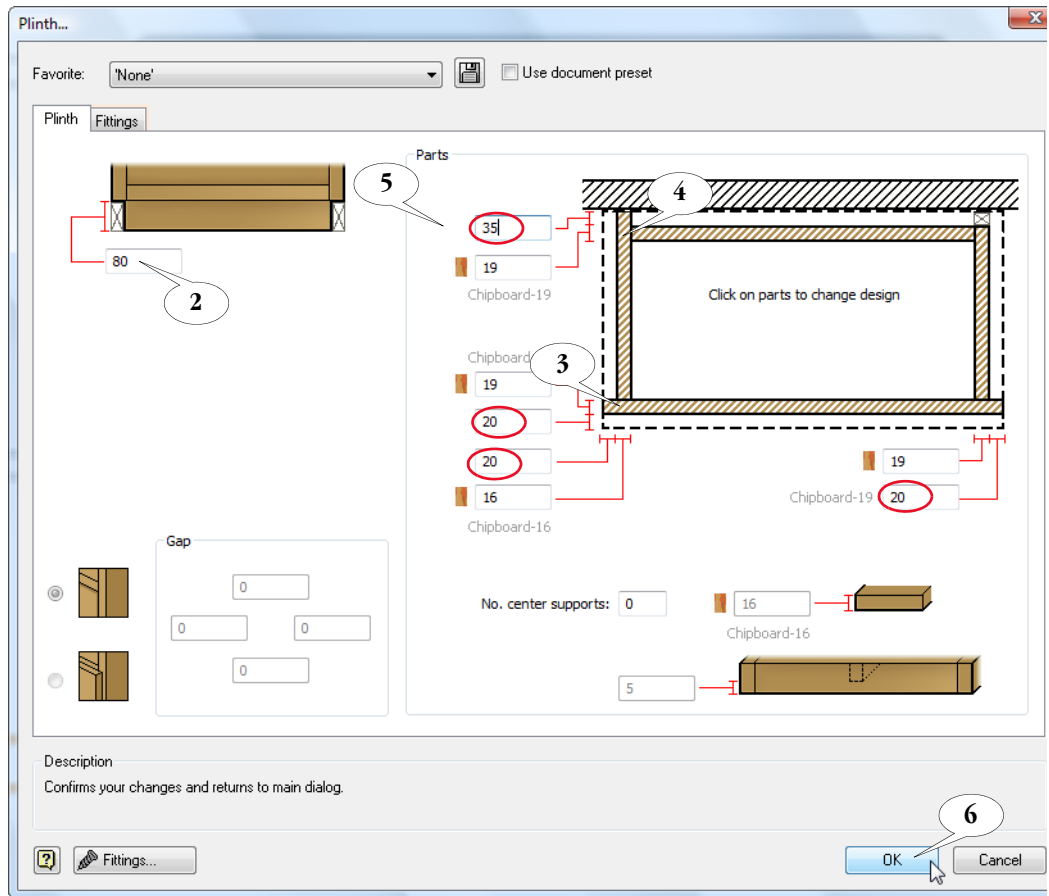 Plinth...
Favorite: 'None' Use document preset
Plinth Fittings
Parts
5
4
35
80
19
2
Chipboard-19
Click on parts to change design
Chipboard
3
19
20
20
19
16
Chipboard-19 20
Chipboard-16
Gap
0
No. center supports: 0
16
0 0
Chipboard-16
0
5
Description
Confirms your changes and returns to main dialog.
6
Fittings...
OK
Cancel